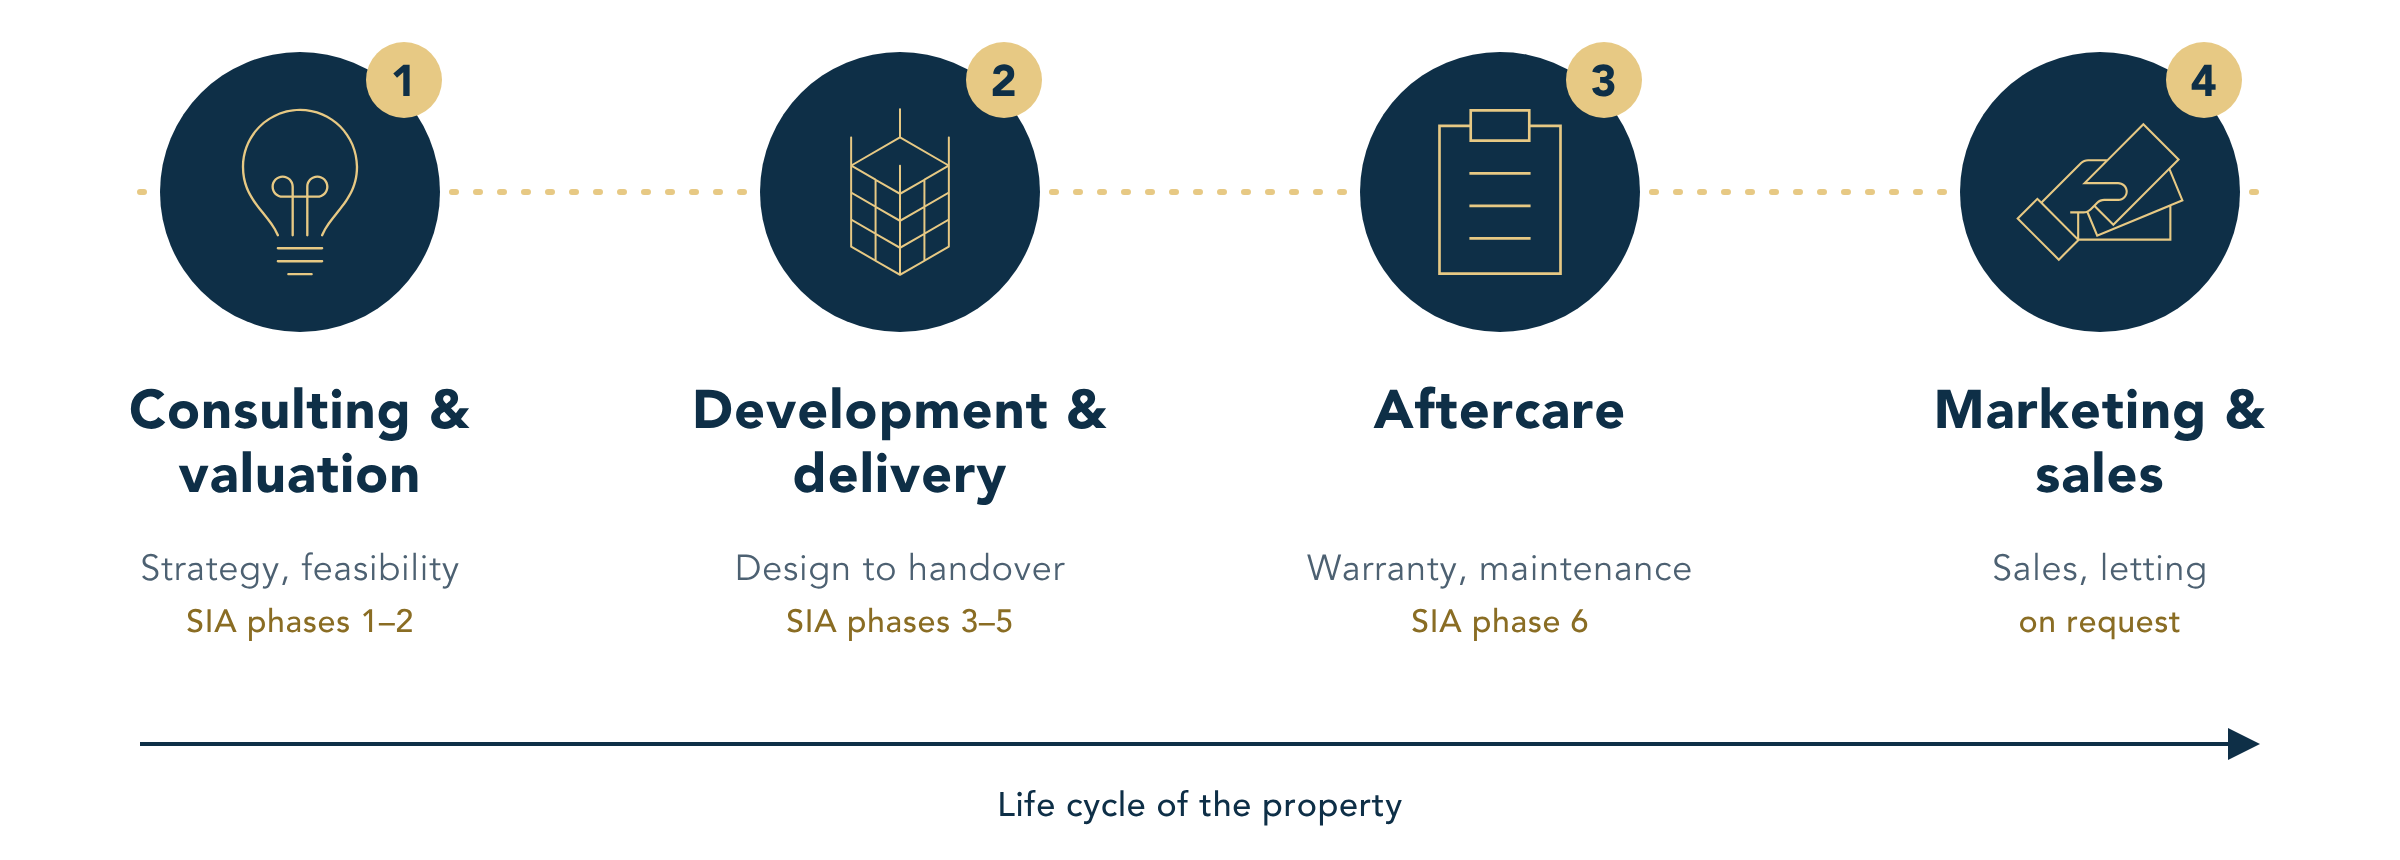 1
2
3
4
Consulting &
valuation
Strategy, feasibility
SIA phases 1–2
Development &
delivery
Design to handover
SIA phases 3–5
Aftercare
Warranty, maintenance
SIA phase 6
Marketing &
sales
Sales, letting
on request
Life cycle of the property